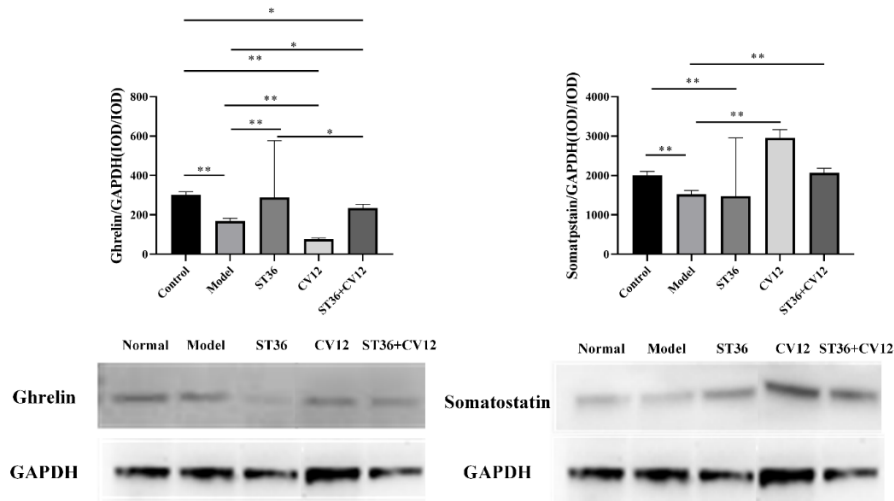 *
*
**
**
**
*
**
Ghrelin/GAPDH(IOD/IOD)
800
600
400
200
0
Control
Model
ST36
CV12
ST36+CV12
**
**
**
**
Somatpstain/GAPDH(IOD/IOD)
4000
3000
2000
1000
0
Control
Model
ST36
CV12
ST36+CV12
Normal Model ST36 CV12 ST36+CV12
Ghrelin
GAPDH
Normal Model ST36 CV12 ST36+CV12
Somatostatin
GAPDH